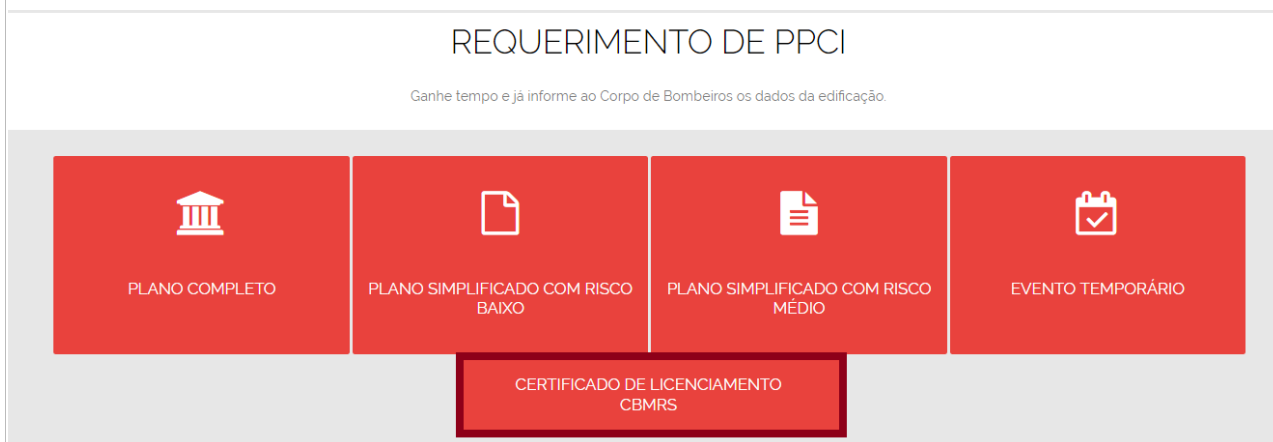 REQUERIMENTO DE PPCI
Ganhe tempo e já informe ao Corpo de Bombeiros os dados da edificação.
PLANO COMPLETO
PLANO SIMPLIFICADO COM RISCO
BAIXO
PLANO SIMPLIFICADO COM RISCO
MÉDIO
EVENTO TEMPORÁRIO
CERTIFICADO DE LICENCIAMENTO
CBMRS